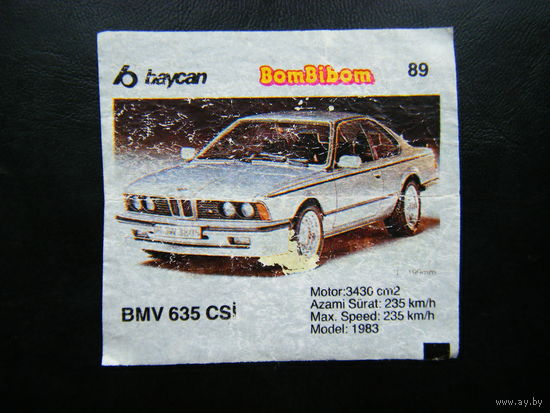 baycan
BomBibom
89
BMV 635 CSİ
Motor:3430 cm2
Azami Sürat: 235 km/h
Max. Speed: 235 km/h
Model: 1983
www.ay.by